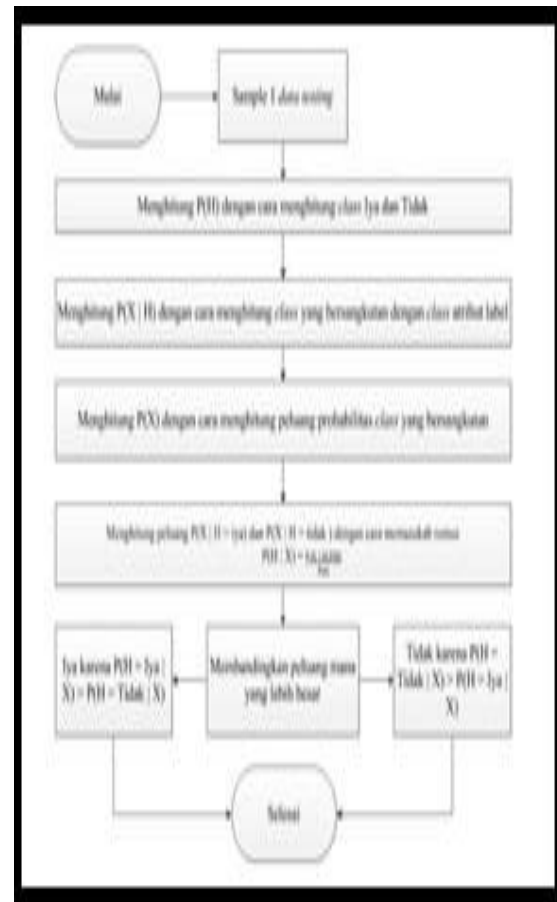 Mulai
Sample 1 data testing
Menghitung P(H) dengan cara menghitung class Iya dan Tidak
Menghitung P(X | H) dengan cara menghitung class yang bersangkutan dengan class atribut label
Menghitung P(X) dengan cara menghitung peluang probabilitas class yang bersangkutan
Menghitung peluang P(X | H = iya) dan P(X | H = tidak ) dengan cara memasukah rumus
P(H | X) =
Iya karena P(H = Iya |
X) > P(H = Tidak | X)
Membandingkan peluang mana
yang lebih besar
Tidak karena P(H =
Tidak | X) > P(H = Iya |
X)
Selesai